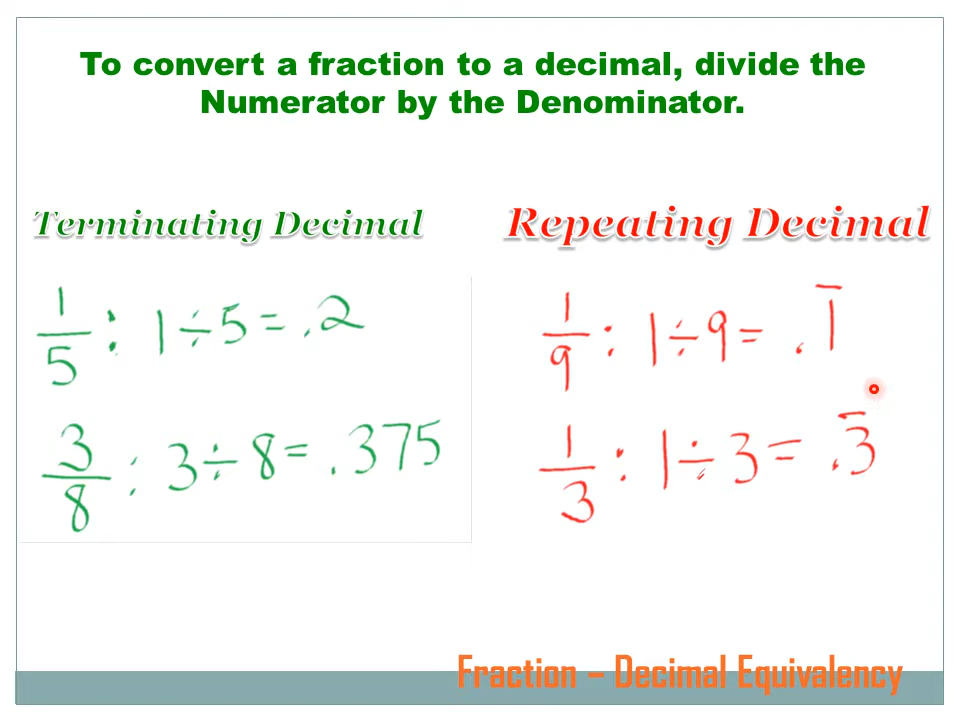 To convert a fraction to a decimal, divide the
Numerator by the Denominator.
Terminating Decimal
1/5 : 1 ÷ 5 = .2
3/8 : 3 ÷ 8 = .375
Repeating Decimal
1/9 : 1 ÷ 9 = .1̅
1/3 : 1 ÷ 3 = .3̅
Fraction – Decimal Equivalency